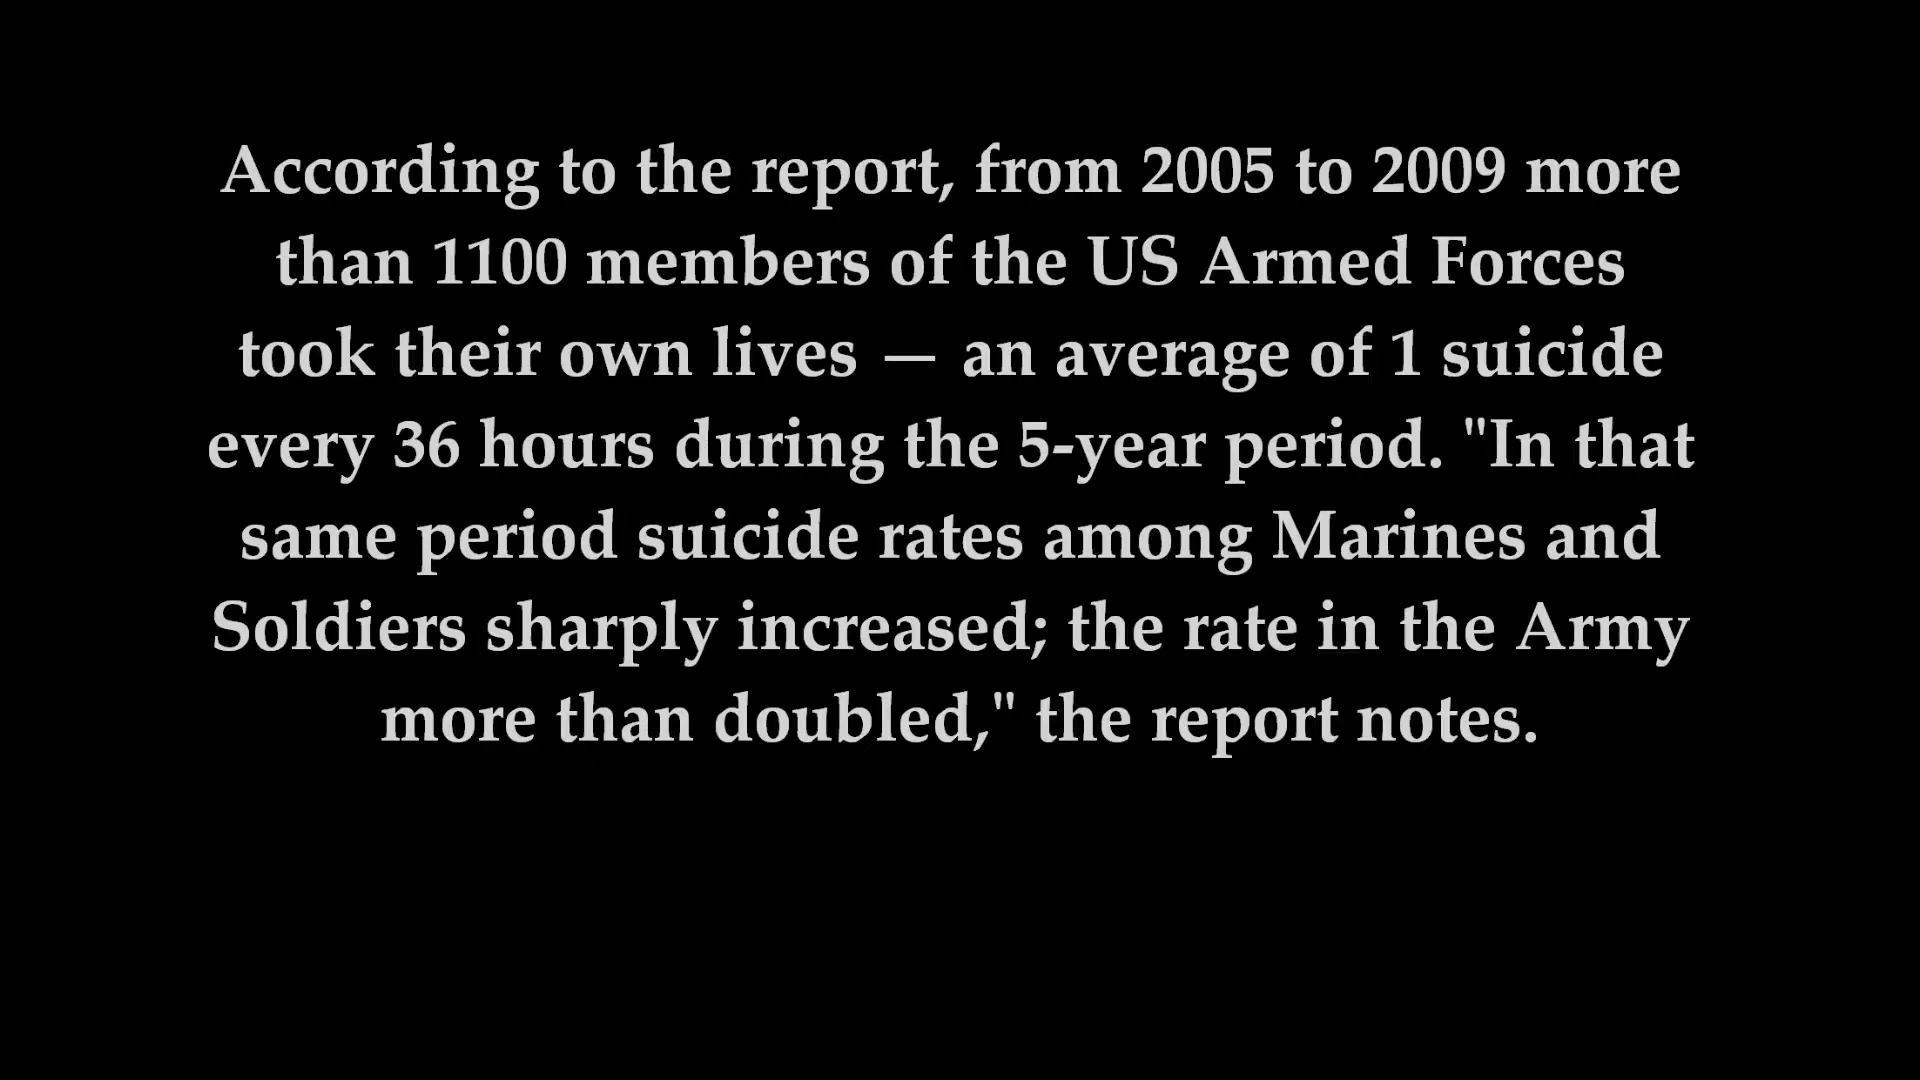 According to the report, from 2005 to 2009 more
than 1100 members of the US Armed Forces
took their own lives — an average of 1 suicide
every 36 hours during the 5-year period. "In that
same period suicide rates among Marines and
Soldiers sharply increased; the rate in the Army
more than doubled," the report notes.